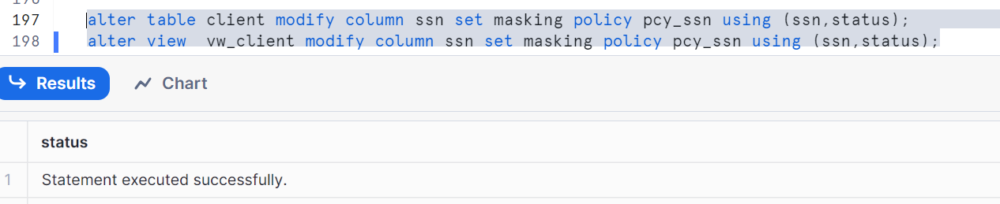 197 alter table client modify column ssn set masking policy pcy_ssn using (ssn,status);
198 alter view  vw_client modify column ssn set masking policy pcy_ssn using (ssn,status);
Results Chart
status
1 Statement executed successfully.